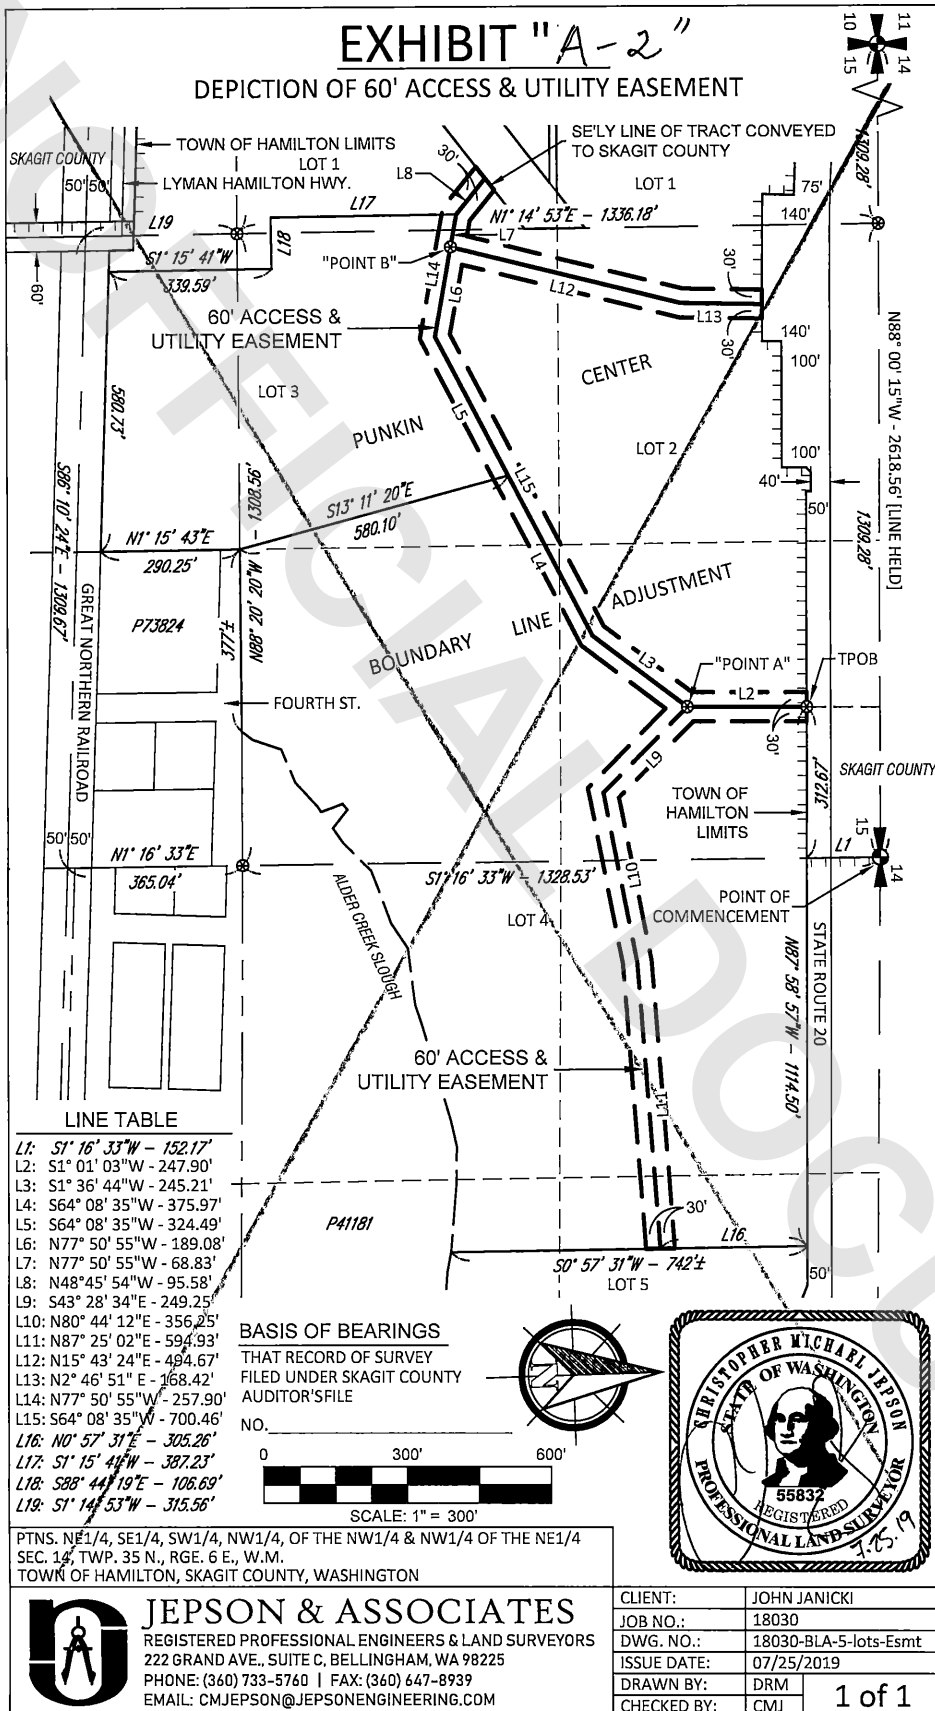 EXHIBIT "A-2"
DEPICTION OF 60' ACCESS & UTILITY EASEMENT
11
10
14
15
SE'LY LINE OF TRACT CONVEYED
TO SKAGIT COUNTY
TOWN OF HAMILTON LIMITS
SKAGIT COUNTY
LOT 1
50' 50'
LYMAN HAMILTON HWY.
30'
L8
LOT 1
75'
1309.28'
L17
N1° 14' 53"E - 1336.18'
140'
L19
L18
L7
S1° 15' 41"W
339.59'
"POINT B"
L14
L6
L12
30'
L13
60'
60' ACCESS &
UTILITY EASEMENT
30'
140'
100'
N88° 00' 15"W - 2618.56' [LINE HELD]
LOT 3
CENTER
580.73'
L5
PUNKIN
LOT 2
100'
40'
50'
S86° 10' 24"E - 1309.67'
1308.56'
S13° 11' 20"E
580.10'
L15
1309.28'
N1° 15' 43"E
290.25'
L4
GREAT NORTHERN RAILROAD
P73824
377'±
N88° 20' 02"W
ADJUSTMENT
LINE
BOUNDARY
L3
"POINT A"
TPOB
L2
FOURTH ST.
30'
L9
312.67'
SKAGIT COUNTY
TOWN OF
HAMILTON
LIMITS
50' 50'
15
N1° 16' 33"E
365.04'
L1
S1° 16' 33"W - 1328.53'
L10
14
POINT OF
COMMENCEMENT
ALDER CREEK SLOUGH
LOT 4
STATE ROUTE 20
N87° 58' 57"W - 1114.50'
60' ACCESS &
UTILITY EASEMENT
L11
LINE TABLE
L1: S1° 16' 33"W - 152.17'
L2: S1° 01' 03"W - 247.90'
L3: S1° 36' 44"W - 245.21'
L4: S64° 08' 35"W - 375.97'
L5: S64° 08' 35"W - 324.49'
L6: N77° 50' 55"W - 189.08'
L7: N77° 50' 55"W - 68.83'
L8: N48°45' 54"W - 95.58'
L9: S43° 28' 34"E - 249.25'
L10: N80° 44' 12"E - 356.25'
L11: N87° 25' 02"E - 594.93'
L12: N15° 43' 24"E - 494.67'
L13: N2° 46' 51" E - 168.42'
L14: N77° 50' 55"W - 257.90'
L15: S64° 08' 35"W - 700.46'
L16: N0° 57' 31"E - 305.26'
L17: S1° 15' 41"W - 387.23'
L18: S88° 44' 19"E - 106.69'
L19: S1° 14' 53"W - 315.56'
P41181
30'
L16
S0° 57' 31"W - 742'±
LOT 5
50'
BASIS OF BEARINGS
THAT RECORD OF SURVEY
FILED UNDER SKAGIT COUNTY
AUDITOR'SFILE
NO.
N
0 300' 600'
SCALE: 1" = 300'
CHRISTOPHER MICHAEL JEPSON
STATE OF WASHINGTON
55832
REGISTERED
PROFESSIONAL LAND SURVEYOR
7.25.19
PTNS. NE1/4, SE1/4, SW1/4, NW1/4, OF THE NW1/4 & NW1/4 OF THE NE1/4
SEC. 14, TWP. 35 N., RGE. 6 E., W.M.
TOWN OF HAMILTON, SKAGIT COUNTY, WASHINGTON
JEPSON & ASSOCIATES
REGISTERED PROFESSIONAL ENGINEERS & LAND SURVEYORS
222 GRAND AVE., SUITE C, BELLINGHAM, WA 98225
PHONE: (360) 733-5760 | FAX: (360) 647-8939
EMAIL: CMJEPSON@JEPSONENGINEERING.COM
CLIENT: JOHN JANICKI
JOB NO.: 18030
DWG. NO.: 18030-BLA-5-lots-Esmt
ISSUE DATE: 07/25/2019
DRAWN BY: DRM
CHECKED BY: CMJ
1 of 1